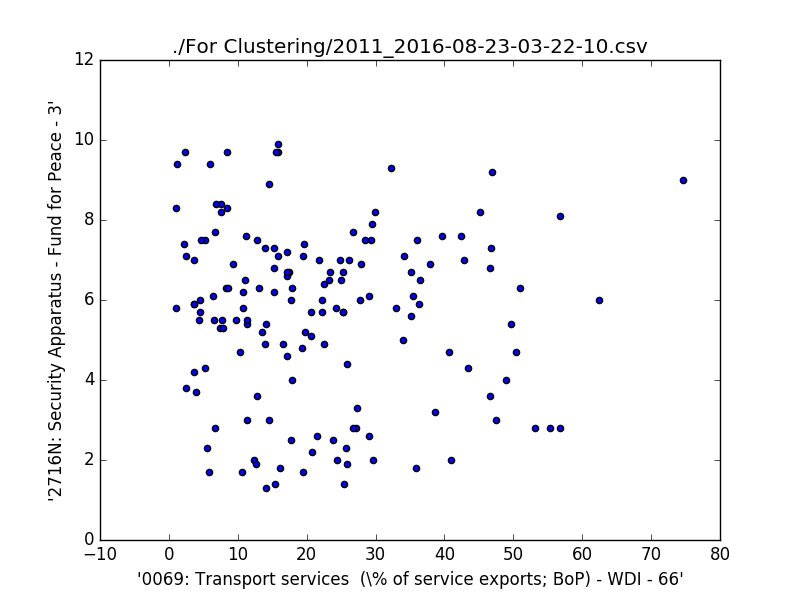 ./For Clustering/2011_2016-08-23-03-22-10.csv
'2716N: Security Apparatus - Fund for Peace - 3'
12
10
8
6
4
2
0
−10 0 10 20 30 40 50 60 70 80
'0069: Transport services  (\% of service exports; BoP) - WDI - 66'